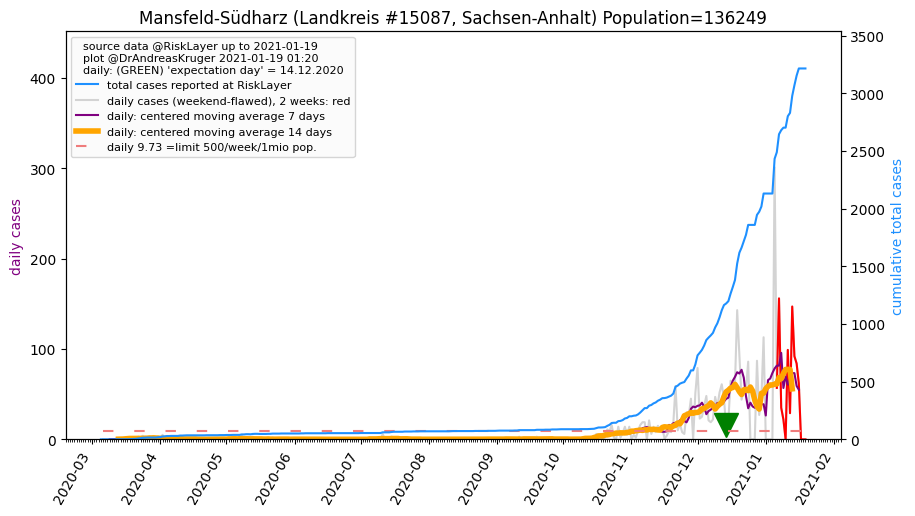 Mansfeld-Südharz (Landkreis #15087, Sachsen-Anhalt) Population=136249
source data @RiskLayer up to 2021-01-19
plot @DrAndreasKruger 2021-01-19 01:20
daily: (GREEN) 'expectation day' = 14.12.2020
total cases reported at RiskLayer
daily cases (weekend-flawed), 2 weeks: red
daily: centered moving average 7 days
daily: centered moving average 14 days
daily 9.73 =limit 500/week/1mio pop.
daily cases
400
300
200
100
0
cumulative total cases
3500
3000
2500
2000
1500
1000
500
0
2020-03
2020-04
2020-05
2020-06
2020-07
2020-08
2020-09
2020-10
2020-11
2020-12
2021-01
2021-02